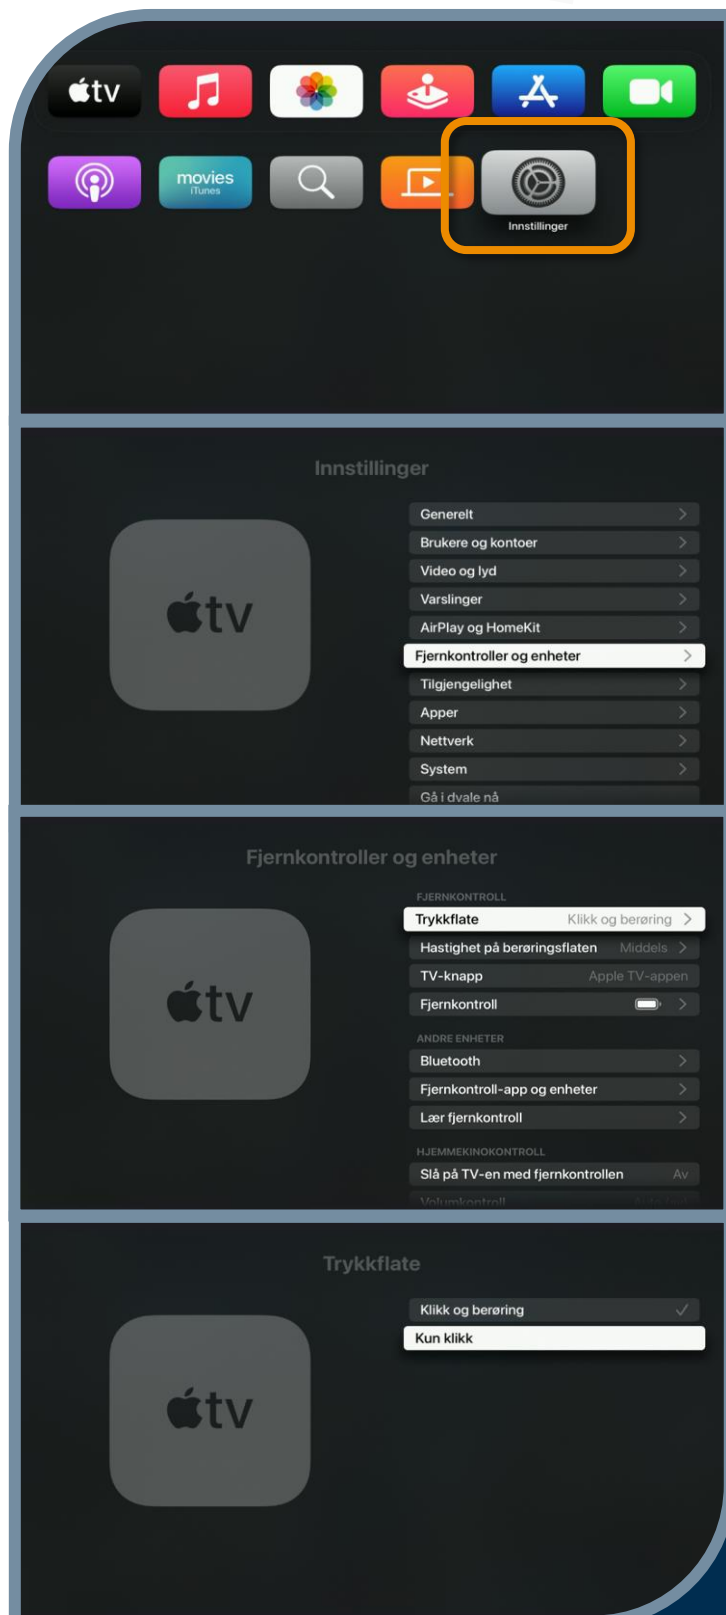 tv
movies
iTunes
Innstillinger
Innstillinger
tv
Generelt
Brukere og kontoer
Video og lyd
Varslinger
AirPlay og HomeKit
Fjernkontroller og enheter
Tilgjengelighet
Apper
Nettverk
System
Gå i dvale nå
Fjernkontroller og enheter
tv
FJERNKONTROLL
Trykkflate Klikk og berøring
Hastighet på berøringsflaten Middels
TV-knapp Apple TV-appen
Fjernkontroll
ANDRE ENHETER
Bluetooth
Fjernkontroll-app og enheter
Lær fjernkontroll
HJEMMEKINOKONTROLL
Slå på TV-en med fjernkontrollen Av
Volumkontroll
Trykkflate
tv
Klikk og berøring
Kun klikk